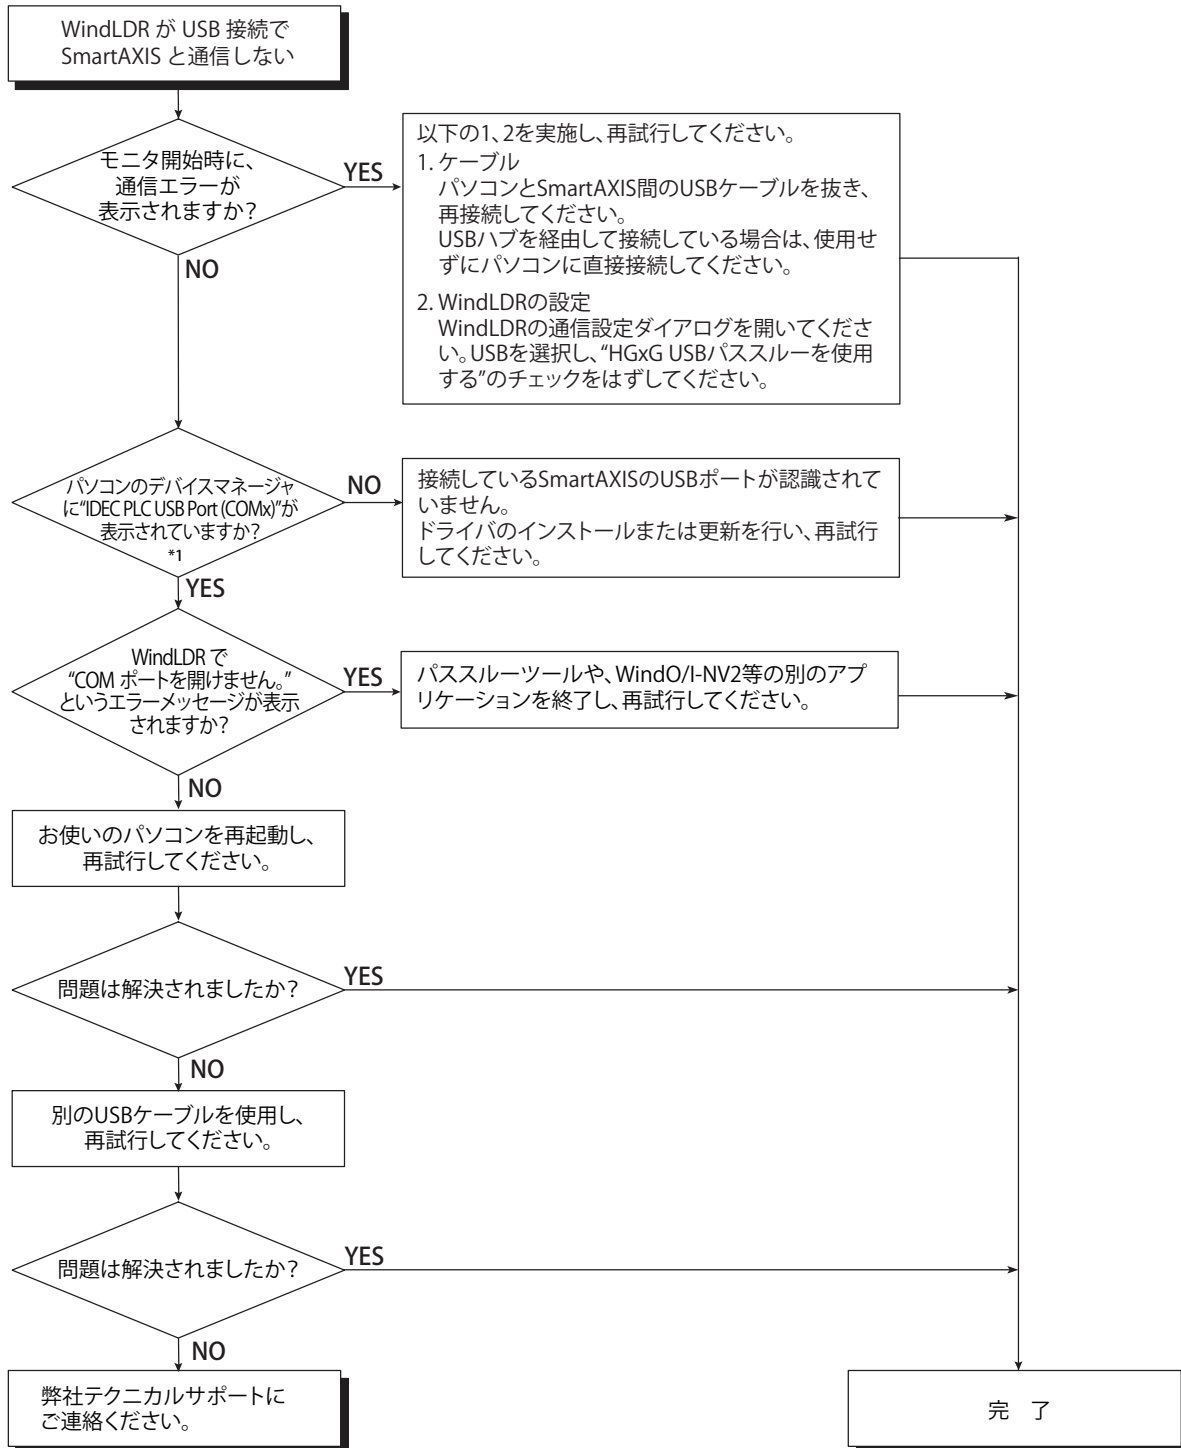 WindLDR が USB 接続で
SmartAXIS と通信しない
モニタ開始時に、
通信エラーが
表示されますか?
YES
以下の1、2を実施し、再試行してください。
1. ケーブル
パソコンとSmartAXIS間のUSBケーブルを抜き、
再接続してください。
USBハブを経由して接続している場合は、使用せ
ずにパソコンに直接接続してください。
2. WindLDRの設定
WindLDRの通信設定ダイアログを開いてくださ
い。USBを選択し、“HGxG USBパススルーを使用
する”のチェックをはずしてください。
NO
パソコンのデバイスマネージャ
に“IDEC PLC USB Port (COMx)”が
表示されていますか?
*1
NO
接続しているSmartAXISのUSBポートが認識されて
いません。
ドライバのインストールまたは更新を行い、再試行
してください。
YES
WindLDR で
“COM ポートを開けません。”
というエラーメッセージが表示
されますか?
YES
パススルーツールや、WindO/I-NV2等の別のアプ
リケーションを終了し、再試行してください。
NO
お使いのパソコンを再起動し、
再試行してください。
問題は解決されましたか?
YES
NO
別のUSBケーブルを使用し、
再試行してください。
問題は解決されましたか?
YES
NO
弊社テクニカルサポートに
ご連絡ください。
完 了